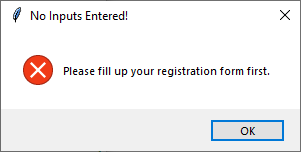 No Inputs Entered!
Please fill up your registration form first.
OK